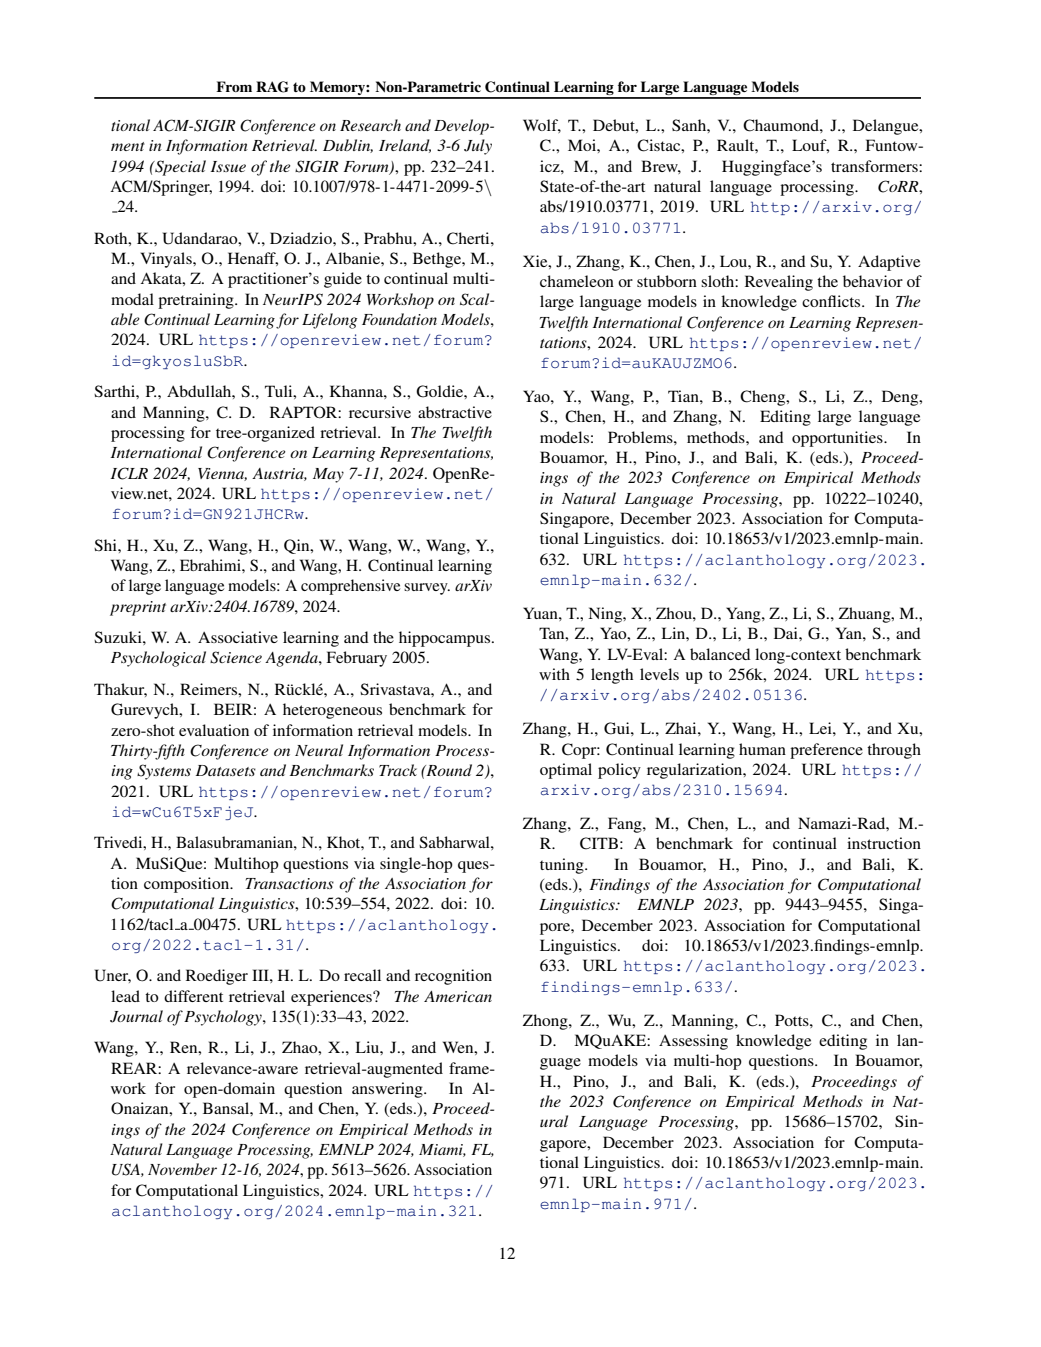 From RAG to Memory: Non-Parametric Continual Learning for Large Language Models
tional ACM-SIGIR Conference on Research and Develop-
ment in Information Retrieval. Dublin, Ireland, 3-6 July
1994 (Special Issue of the SIGIR Forum), pp. 232–241.
ACM/Springer, 1994. doi: 10.1007/978-1-4471-2099-5\
_24.
Roth, K., Udandarao, V., Dziadzio, S., Prabhu, A., Cherti,
M., Vinyals, O., Henaff, O. J., Albanie, S., Bethge, M.,
and Akata, Z. A practitioner's guide to continual multi-
modal pretraining. In NeurIPS 2024 Workshop on Scal-
able Continual Learning for Lifelong Foundation Models,
2024. URL https://openreview.net/forum?
id=gkyosluSbR.
Sarthi, P., Abdullah, S., Tuli, A., Khanna, S., Goldie, A.,
and Manning, C. D. RAPTOR: recursive abstractive
processing for tree-organized retrieval. In The Twelfth
International Conference on Learning Representations,
ICLR 2024, Vienna, Austria, May 7-11, 2024. OpenRe-
view.net, 2024. URL https://openreview.net/
forum?id=GN921JHCRw.
Shi, H., Xu, Z., Wang, H., Qin, W., Wang, W., Wang, Y.,
Wang, Z., Ebrahimi, S., and Wang, H. Continual learning
of large language models: A comprehensive survey. arXiv
preprint arXiv:2404.16789, 2024.
Suzuki, W. A. Associative learning and the hippocampus.
Psychological Science Agenda, February 2005.
Thakur, N., Reimers, N., Rücklé, A., Srivastava, A., and
Gurevych, I. BEIR: A heterogeneous benchmark for
zero-shot evaluation of information retrieval models. In
Thirty-fifth Conference on Neural Information Process-
ing Systems Datasets and Benchmarks Track (Round 2),
2021. URL https://openreview.net/forum?
id=wCu6T5xFjeJ.
Trivedi, H., Balasubramanian, N., Khot, T., and Sabharwal,
A. MuSiQue: Multihop questions via single-hop ques-
tion composition. Transactions of the Association for
Computational Linguistics, 10:539–554, 2022. doi: 10.
1162/tacl_a_00475. URL https://aclanthology.
org/2022.tacl-1.31/.
Uner, O. and Roediger III, H. L. Do recall and recognition
lead to different retrieval experiences? The American
Journal of Psychology, 135(1):33–43, 2022.
Wang, Y., Ren, R., Li, J., Zhao, X., Liu, J., and Wen, J.
REAR: A relevance-aware retrieval-augmented frame-
work for open-domain question answering. In Al-
Onaizan, Y., Bansal, M., and Chen, Y. (eds.), Proceed-
ings of the 2024 Conference on Empirical Methods in
Natural Language Processing, EMNLP 2024, Miami, FL,
USA, November 12-16, 2024, pp. 5613–5626. Association
for Computational Linguistics, 2024. URL https://
aclanthology.org/2024.emnlp-main.321.
Wolf, T., Debut, L., Sanh, V., Chaumond, J., Delangue,
C., Moi, A., Cistac, P., Rault, T., Louf, R., Funtow-
icz, M., and Brew, J. Huggingface's transformers:
State-of-the-art natural language processing. CoRR,
abs/1910.03771, 2019. URL http://arxiv.org/
abs/1910.03771.
Xie, J., Zhang, K., Chen, J., Lou, R., and Su, Y. Adaptive
chameleon or stubborn sloth: Revealing the behavior of
large language models in knowledge conflicts. In The
Twelfth International Conference on Learning Represen-
tations, 2024. URL https://openreview.net/
forum?id=auKAUJZMO6.
Yao, Y., Wang, P., Tian, B., Cheng, S., Li, Z., Deng,
S., Chen, H., and Zhang, N. Editing large language
models: Problems, methods, and opportunities. In
Bouamor, H., Pino, J., and Bali, K. (eds.), Proceed-
ings of the 2023 Conference on Empirical Methods
in Natural Language Processing, pp. 10222–10240,
Singapore, December 2023. Association for Computa-
tional Linguistics. doi: 10.18653/v1/2023.emnlp-main.
632. URL https://aclanthology.org/2023.
emnlp-main.632/.
Yuan, T., Ning, X., Zhou, D., Yang, Z., Li, S., Zhuang, M.,
Tan, Z., Yao, Z., Lin, D., Li, B., Dai, G., Yan, S., and
Wang, Y. LV-Eval: A balanced long-context benchmark
with 5 length levels up to 256k, 2024. URL https:
//arxiv.org/abs/2402.05136.
Zhang, H., Gui, L., Zhai, Y., Wang, H., Lei, Y., and Xu,
R. Copr: Continual learning human preference through
optimal policy regularization, 2024. URL https://
arxiv.org/abs/2310.15694.
Zhang, Z., Fang, M., Chen, L., and Namazi-Rad, M.-
R. CITB: A benchmark for continual instruction
tuning. In Bouamor, H., Pino, J., and Bali, K.
(eds.), Findings of the Association for Computational
Linguistics: EMNLP 2023, pp. 9443–9455, Singa-
pore, December 2023. Association for Computational
Linguistics. doi: 10.18653/v1/2023.findings-emnlp.
633. URL https://aclanthology.org/2023.
findings-emnlp.633/.
Zhong, Z., Wu, Z., Manning, C., Potts, C., and Chen,
D. MQuAKE: Assessing knowledge editing in lan-
guage models via multi-hop questions. In Bouamor,
H., Pino, J., and Bali, K. (eds.), Proceedings of
the 2023 Conference on Empirical Methods in Nat-
ural Language Processing, pp. 15686–15702, Sin-
gapore, December 2023. Association for Computa-
tional Linguistics. doi: 10.18653/v1/2023.emnlp-main.
971. URL https://aclanthology.org/2023.
emnlp-main.971/.
12